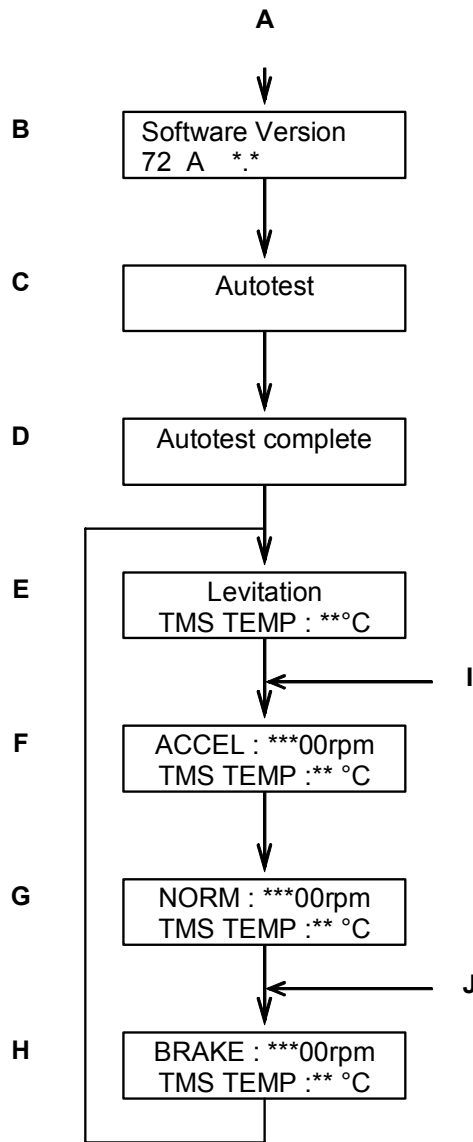 A
B
Software Version
72 A *.*
C
Autotest
D
Autotest complete
E
Levitation
TMS TEMP : **°C
I
F
ACCEL : ***00rpm
TMS TEMP :** °C
G
NORM : ***00rpm
TMS TEMP :** °C
J
H
BRAKE : ***00rpm
TMS TEMP :** °C